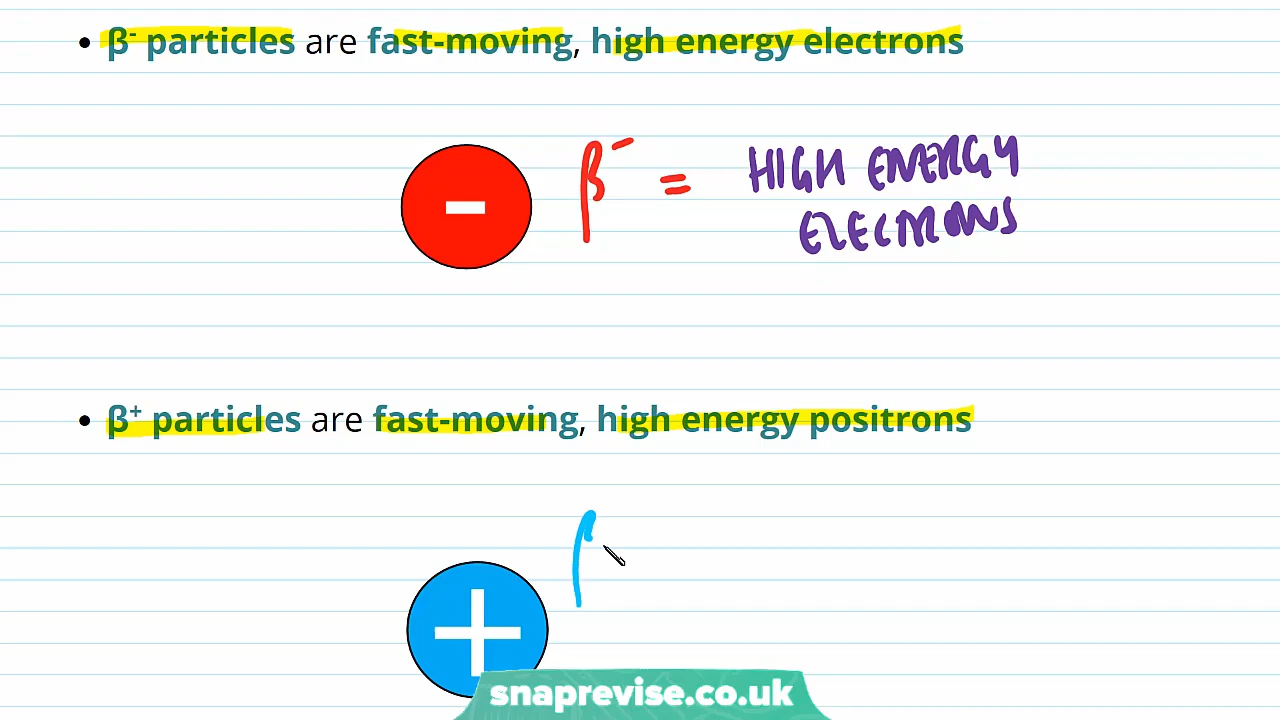 • β⁻ particles are fast-moving, high energy electrons
-
β⁻ = HIGH ENERGY
ELECTRONS
• β⁺ particles are fast-moving, high energy positrons
+
snaprevise.co.uk